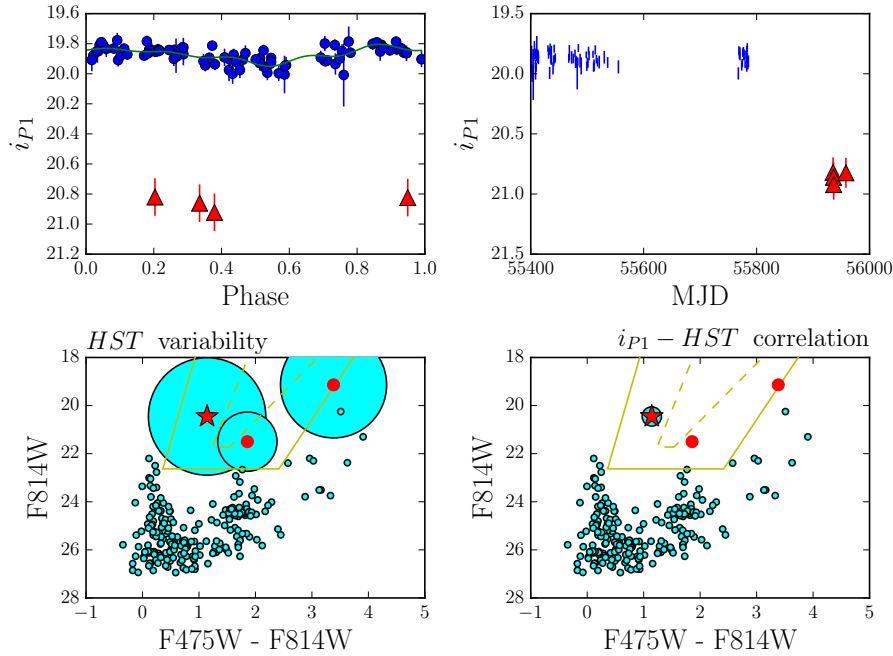 19.6
19.8
20.0
20.2
20.4
20.6
20.8
21.0
21.2
i_{P1}
0.0 0.2 0.4 0.6 0.8 1.0
Phase
19.5
20.0
20.5
21.0
21.5
i_{P1}
55400 55600 55800 56000
MJD
HST variability
18
20
22
24
26
28
F814W
−1 0 1 2 3 4 5
F475W - F814W
i_{P1} − HST correlation
18
20
22
24
26
28
F814W
−1 0 1 2 3 4 5
F475W - F814W